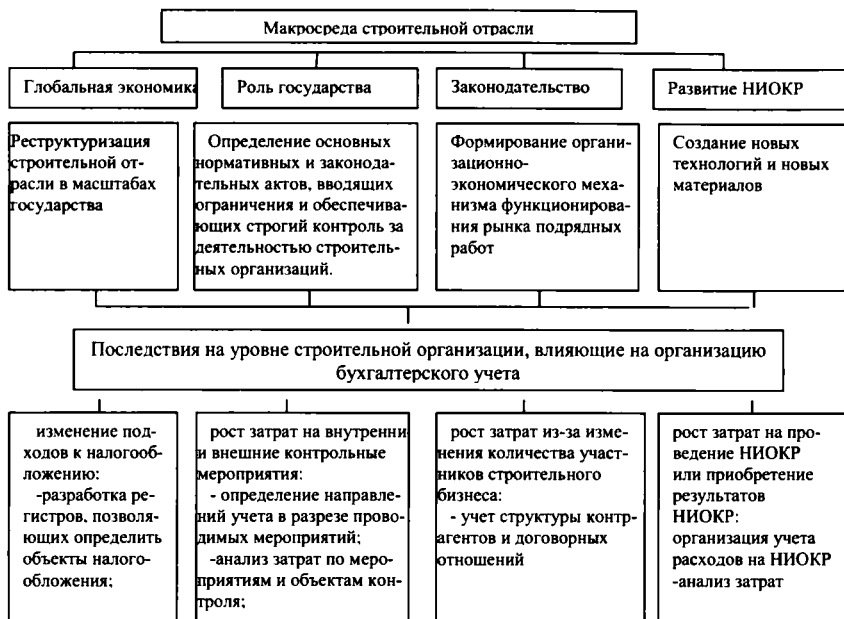 Макросреда строительной отрасли
Глобальная экономика
Роль государства
Законодательство
Развитие НИОКР
Реструктуризация
строительной от-
расли в масштабах
государства
Определение основных
нормативных и законода-
тельных актов, вводящих
ограничения и обеспечива-
ющих строгий контроль за
деятельностью строитель-
ных организаций.
Формирование органи-
зационно-
экономического меха-
низма функционирова-
ния рынка подрядных
работ
Создание новых
технологий и новых
материалов
Последствия на уровне строительной организации, влияющие на организацию
бухгалтерского учета
изменение под-
ходов к налогооб-
ложению:
-разработка ре-
гистров, позволя-
ющих определить
объекты налого-
обложения;
рост затрат на внутренни
и внешние контрольные
мероприятия:
- определение направле-
ний учета в разрезе прово-
димых мероприятий;
-анализ затрат по меро-
приятиям и объектам кон-
троля;
рост затрат из-за изме-
нения количества участ-
ников строительного
бизнеса:
- учет структуры контр-
агентов и договорных
отношений
рост затрат на про-
ведение НИОКР
или приобретение
результатов
НИОКР:
организация учета
расходов на НИОКР
-анализ затрат